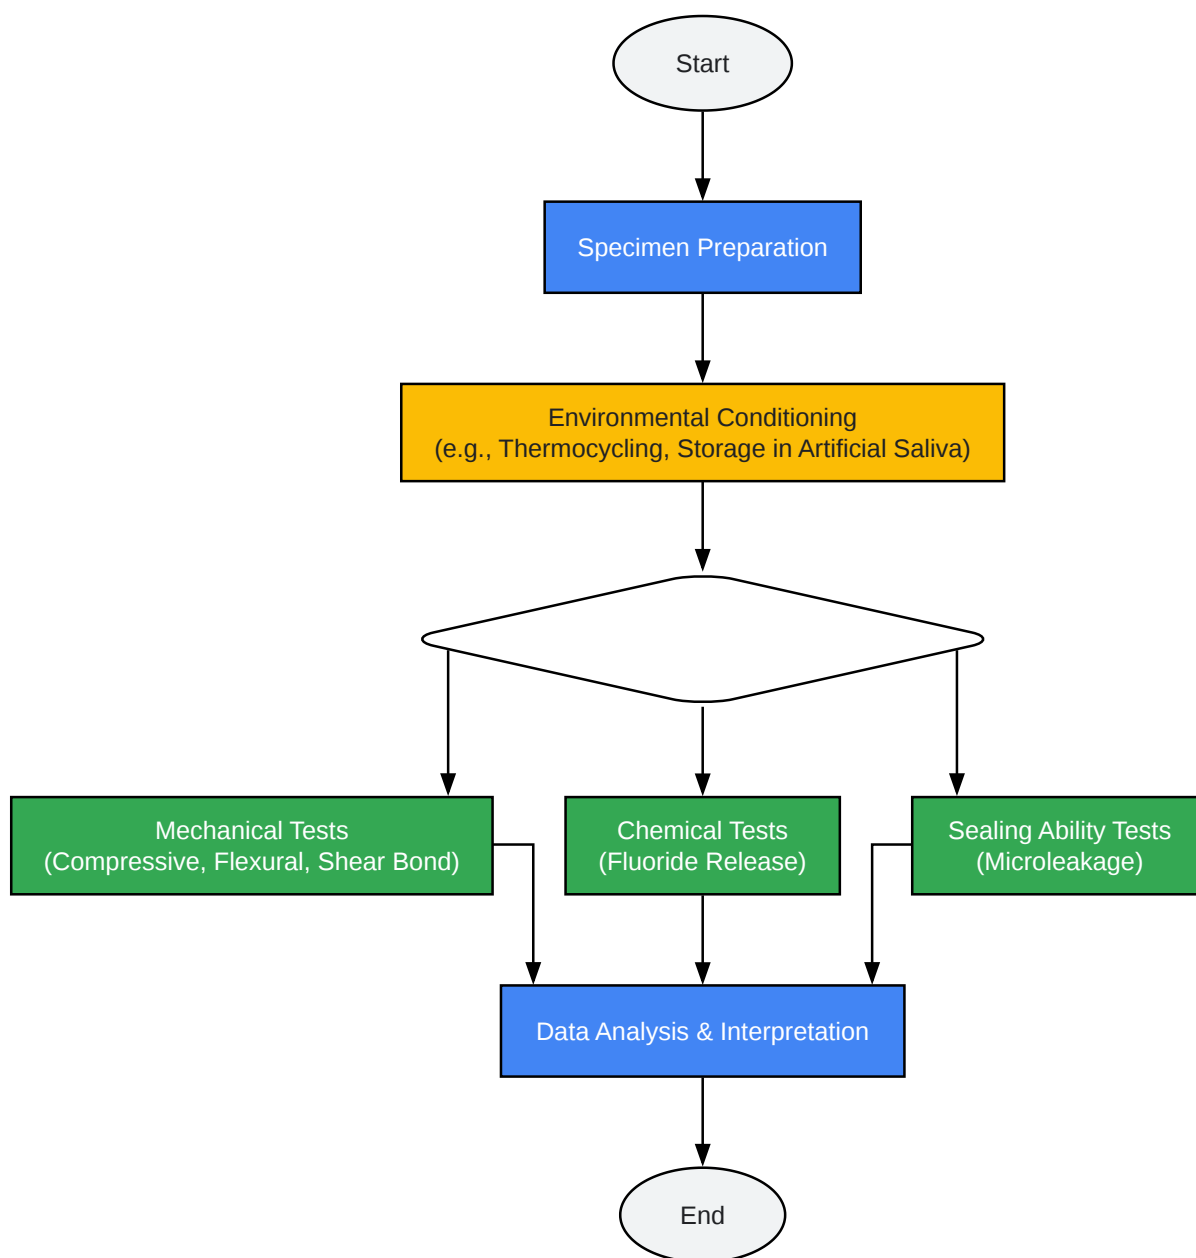 Start
Specimen Preparation
Environmental Conditioning
(e.g., Thermocycling, Storage in Artificial Saliva)
Mechanical Tests
(Compressive, Flexural, Shear Bond)
Chemical Tests
(Fluoride Release)
Sealing Ability Tests
(Microleakage)
Data Analysis & Interpretation
End